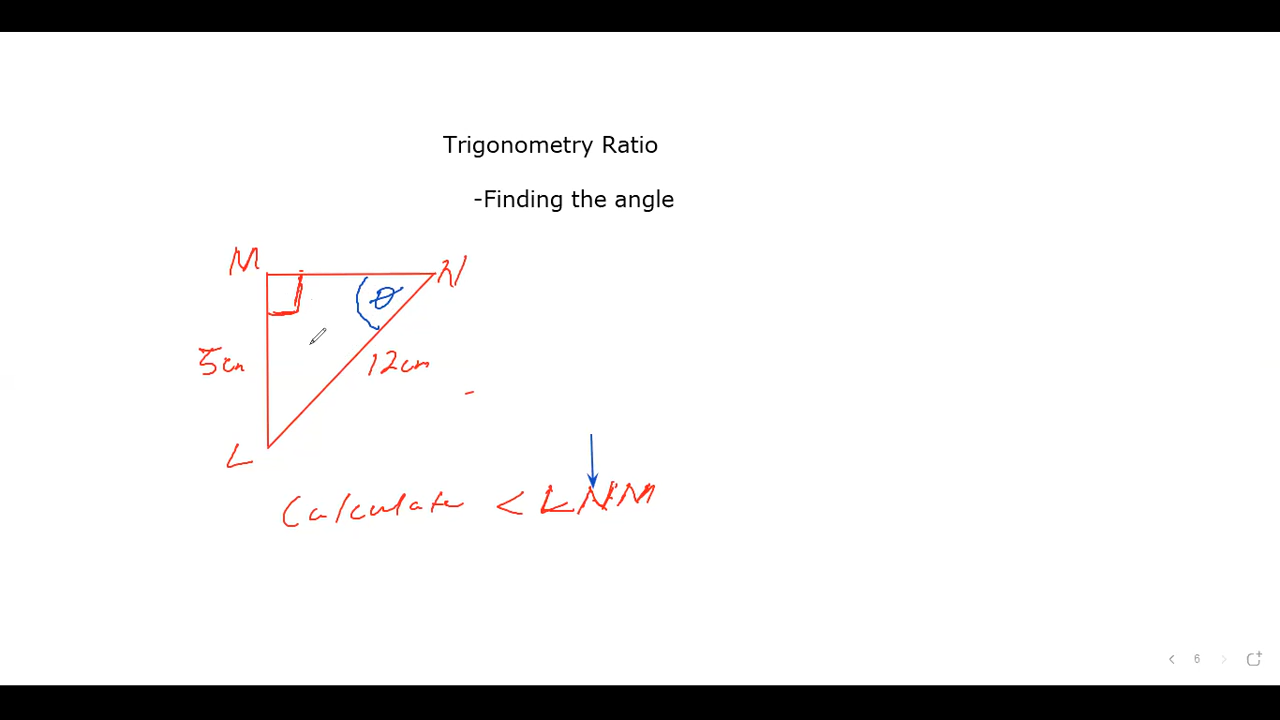 Trigonometry Ratio
-Finding the angle
M
N
θ
5cm
12cm
L
Calculate < LNM
6